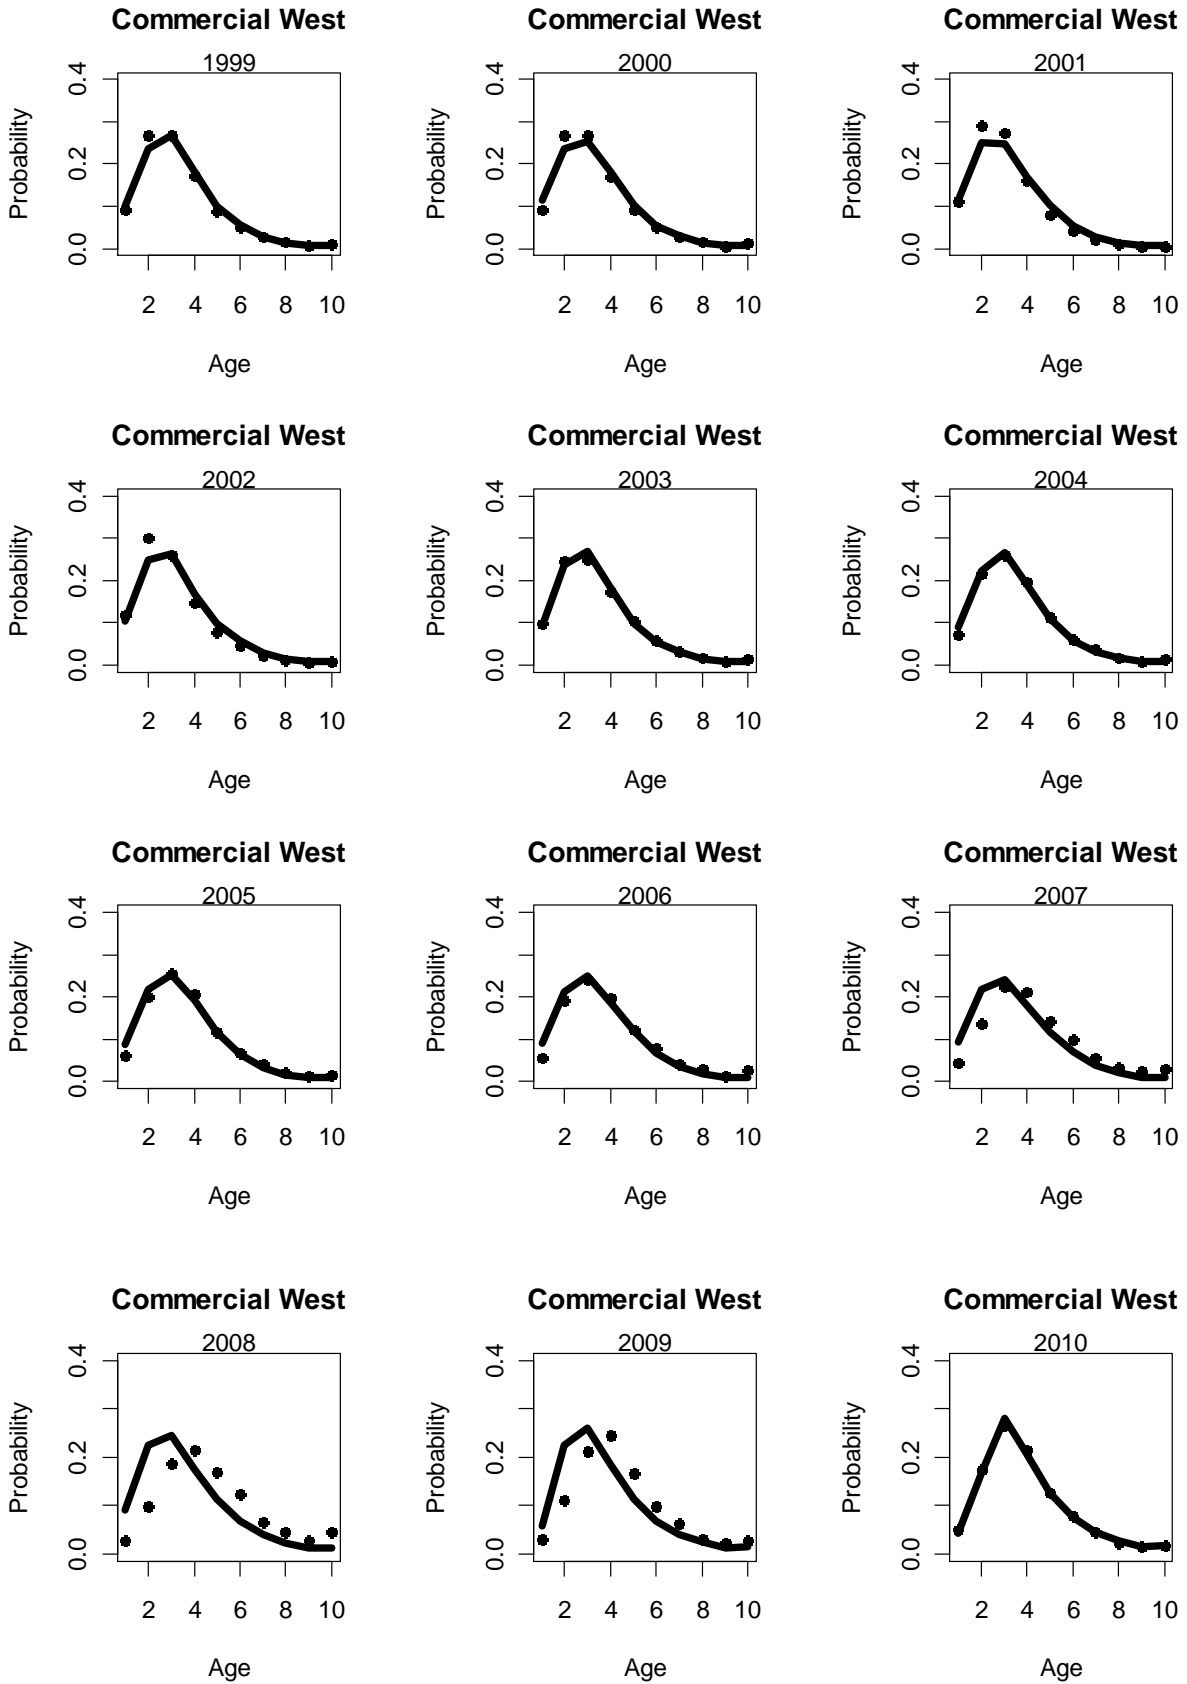 Commercial West Commercial West Commercial West
1999 2000 2001
Probability Probability Probability
0.0 0.2 0.4 0.0 0.2 0.4 0.0 0.2 0.4
2 4 6 8 10 2 4 6 8 10 2 4 6 8 10
Age Age Age
Commercial West Commercial West Commercial West
2002 2003 2004
Probability Probability Probability
0.0 0.2 0.4 0.0 0.2 0.4 0.0 0.2 0.4
2 4 6 8 10 2 4 6 8 10 2 4 6 8 10
Age Age Age
Commercial West Commercial West Commercial West
2005 2006 2007
Probability Probability Probability
0.0 0.2 0.4 0.0 0.2 0.4 0.0 0.2 0.4
2 4 6 8 10 2 4 6 8 10 2 4 6 8 10
Age Age Age
Commercial West Commercial West Commercial West
2008 2009 2010
Probability Probability Probability
0.0 0.2 0.4 0.0 0.2 0.4 0.0 0.2 0.4
2 4 6 8 10 2 4 6 8 10 2 4 6 8 10
Age Age Age